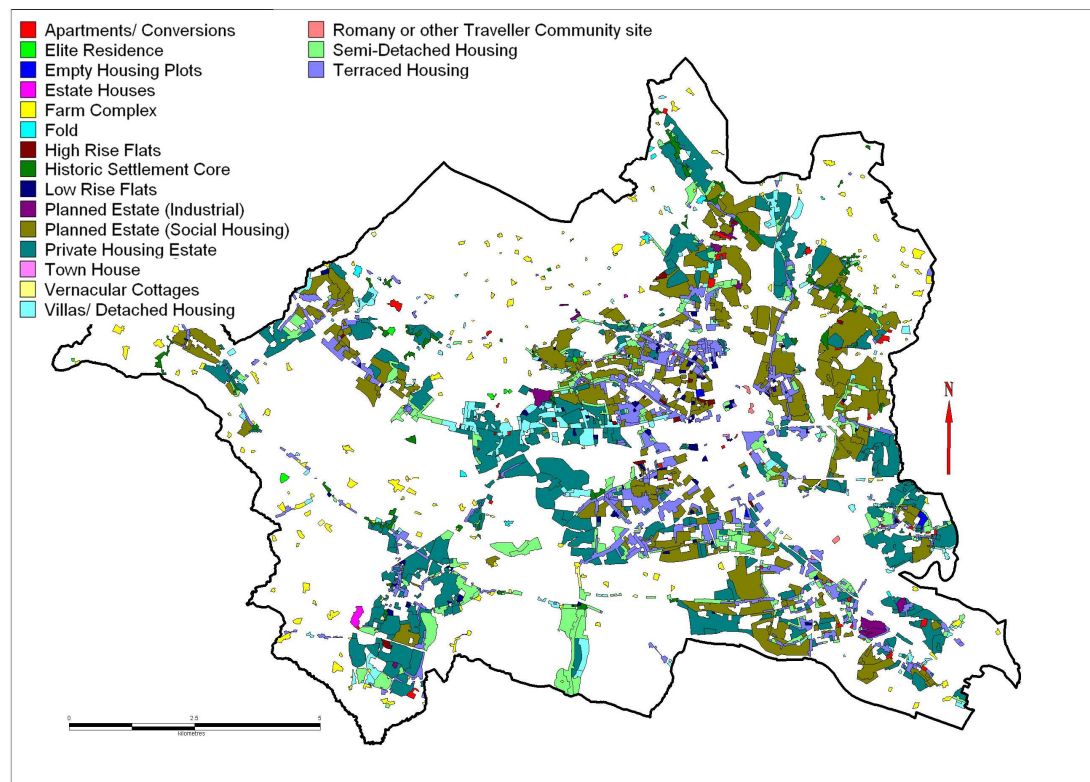 Apartments/ Conversions
Elite Residence
Empty Housing Plots
Estate Houses
Farm Complex
Fold
High Rise Flats
Historic Settlement Core
Low Rise Flats
Planned Estate (Industrial)
Planned Estate (Social Housing)
Private Housing Estate
Town House
Vernacular Cottages
Villas/ Detached Housing
Romany or other Traveller Community site
Semi-Detached Housing
Terraced Housing
N
0 2.5 5
kilometres